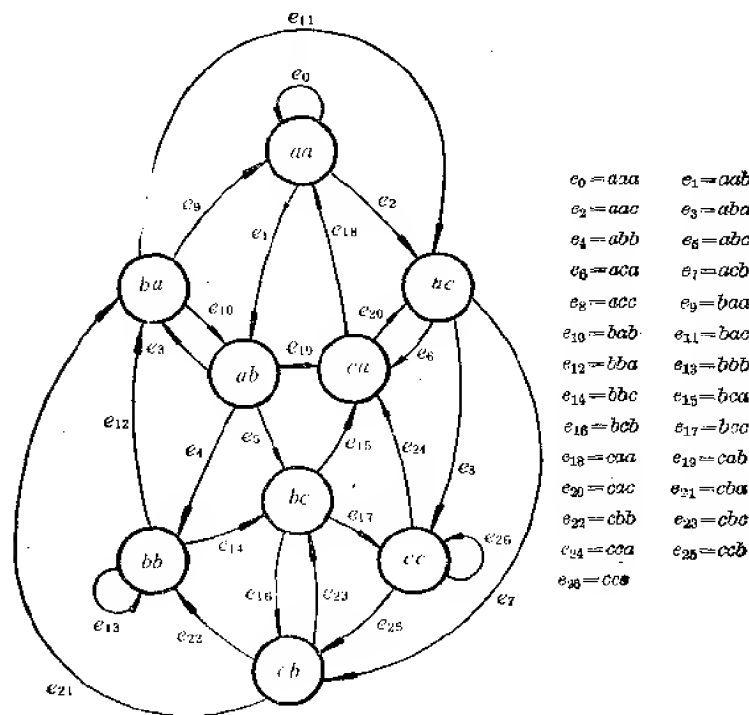 e₁₁
e₀
aa
e₉
e₁
e₁₈
e₂
ba
ac
e₁₀
e₂₀
e₃
e₁₉
e₆
ab
ca
e₁₂
e₄
e₅
e₁₅
e₂₄
e₈
bc
e₁₇
bb
e₁₄
cc
e₂₆
e₁₃
e₁₆
e₂₃
e₂₂
e₂₅
e₇
cb
e₂₁
e₀=aaa e₁=aab
e₂=aac e₃=aba
e₄=abb e₅=abc
e₆=aca e₇=acb
e₈=acc e₉=baa
e₁₀=bab e₁₁=bac
e₁₂=bba e₁₃=bbb
e₁₄=bbc e₁₅=bca
e₁₆=bcb e₁₇=bcc
e₁₈=caa e₁₉=cab
e₂₀=cac e₂₁=cba
e₂₂=cbb e₂₃=cbc
e₂₄=cca e₂₅=ccb
e₂₆=ccc